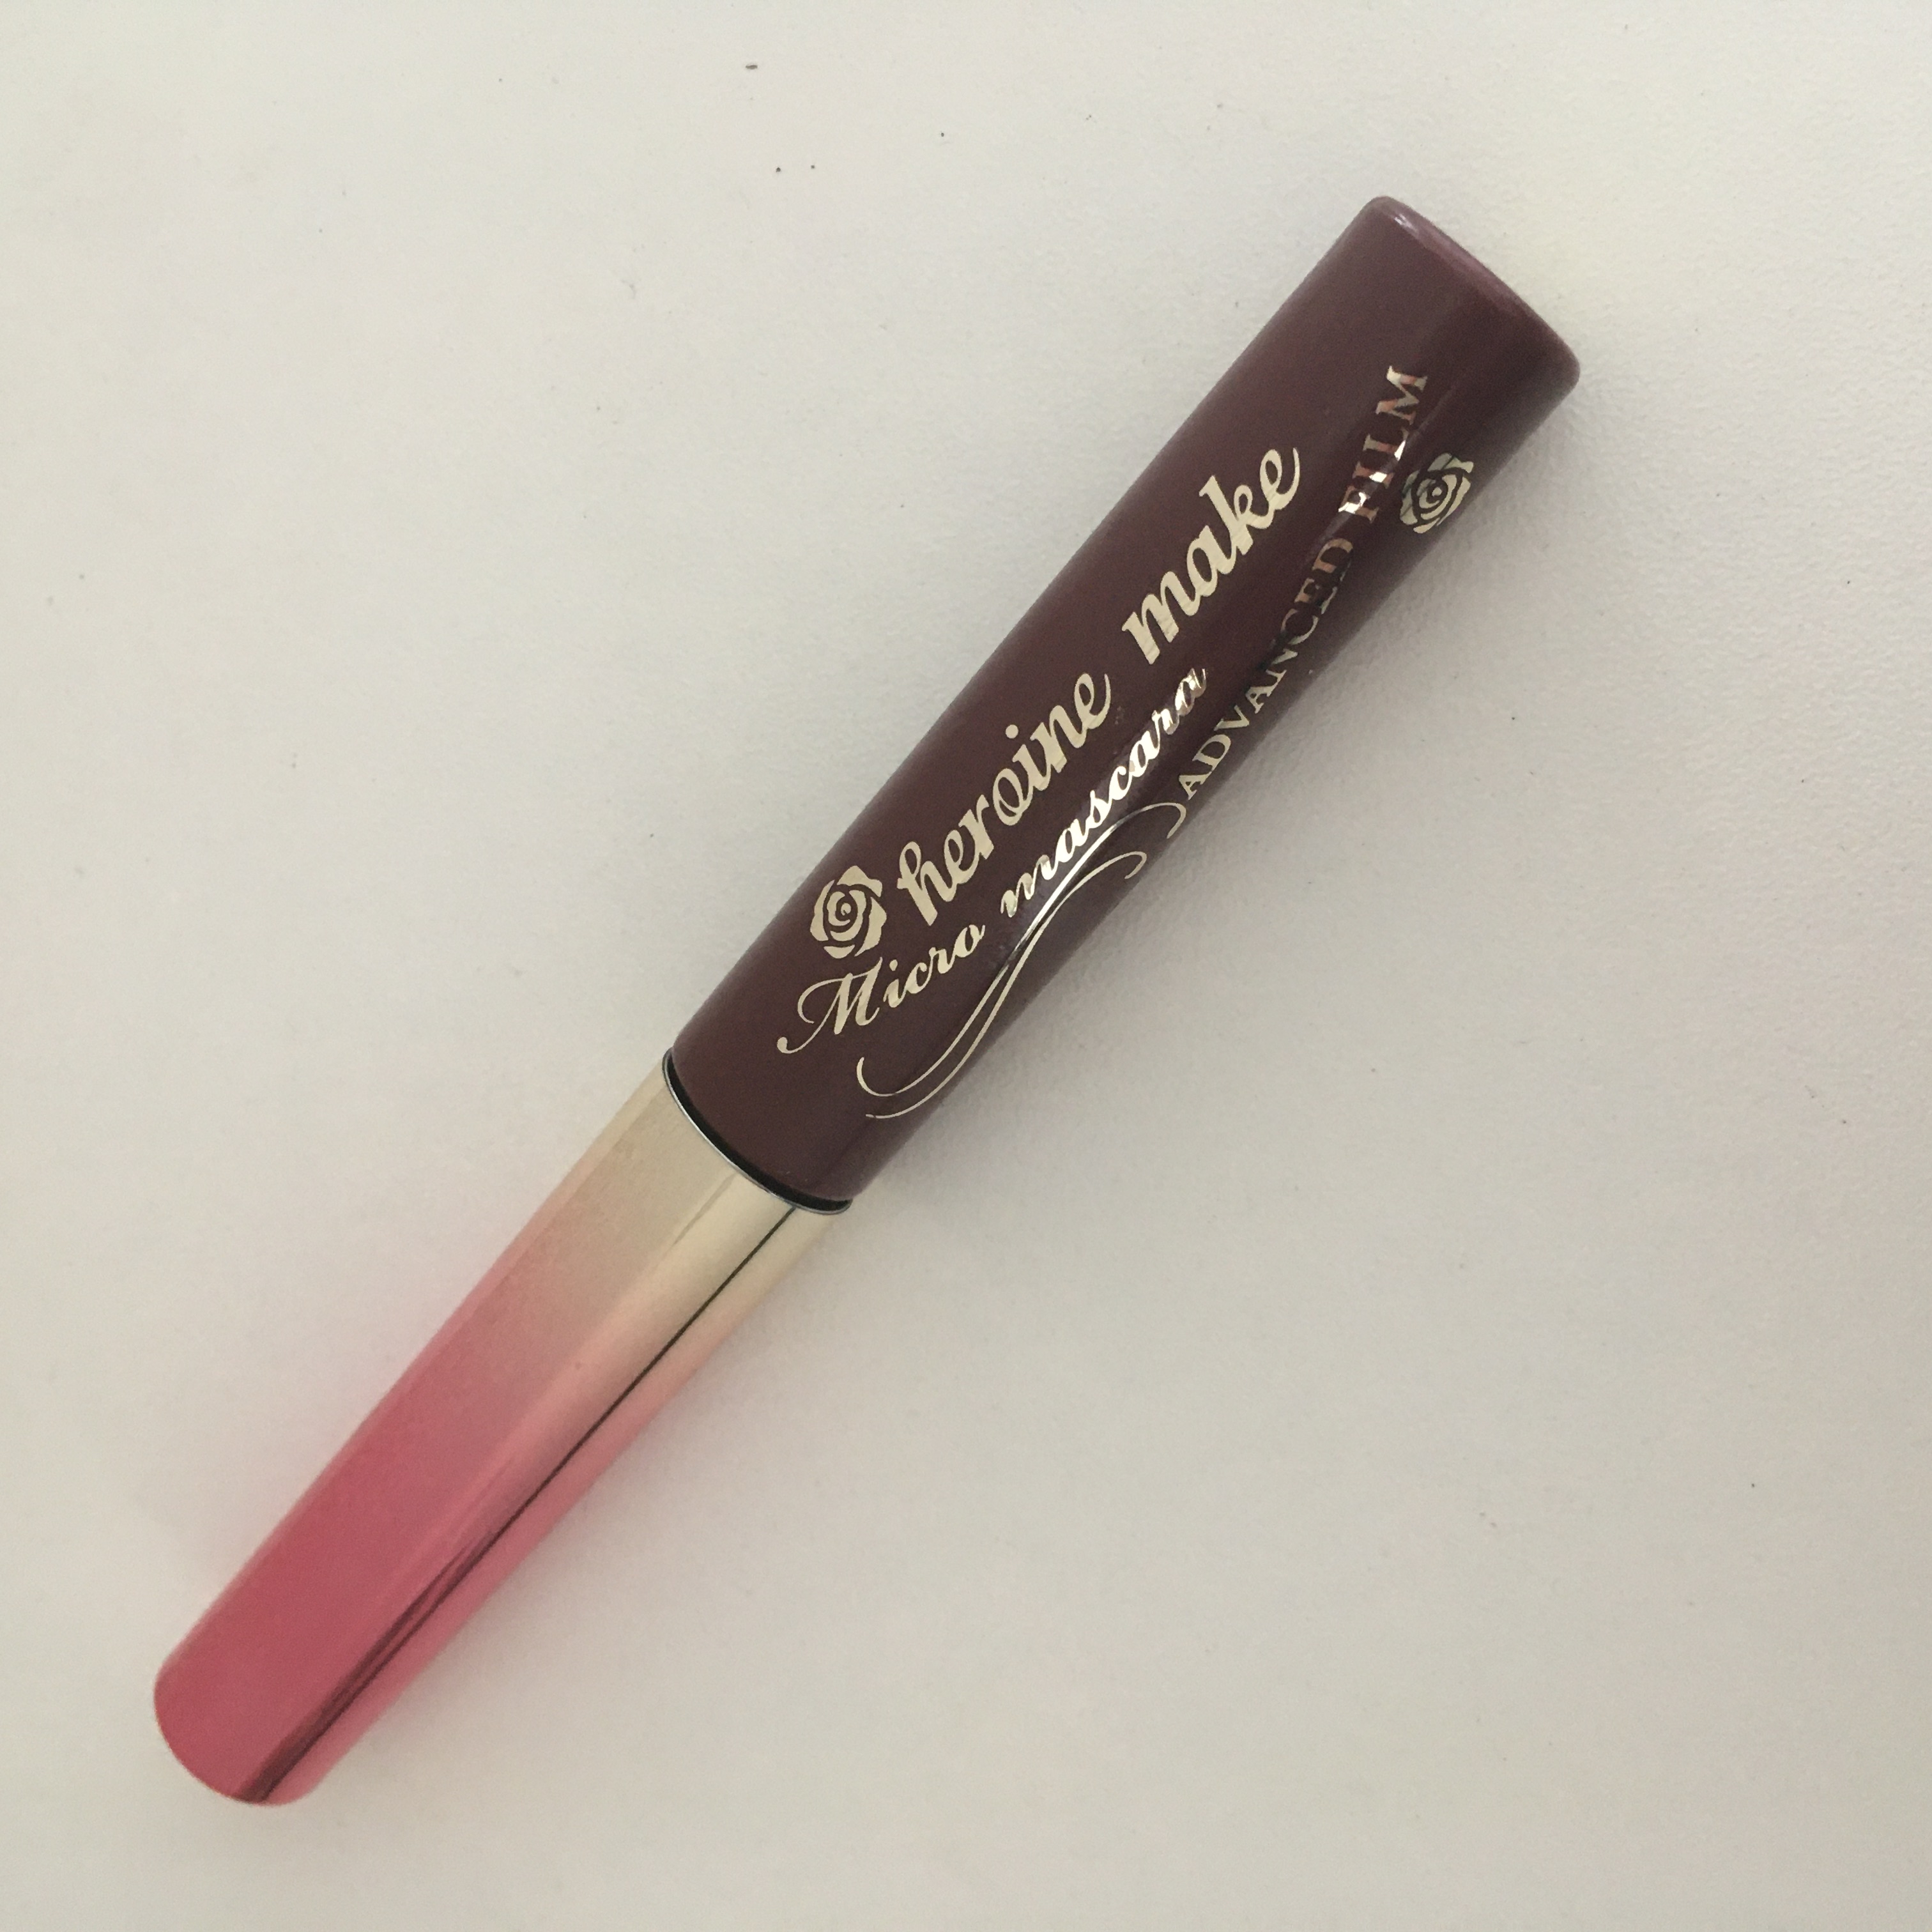 heroine make
Micro mascara
ADVANCED FILM